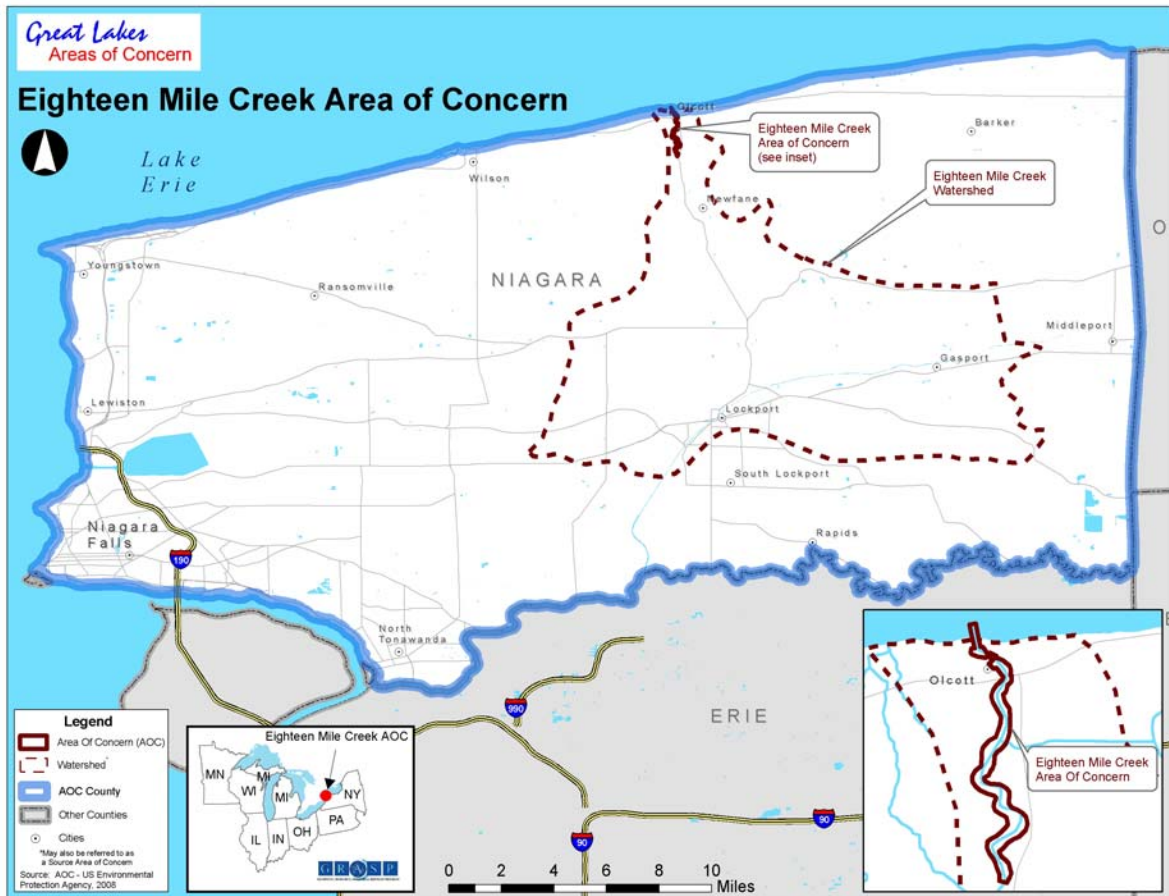 Great Lakes
Areas of Concern
Eighteen Mile Creek Area of Concern
Lake
Erie
Olcott
Eighteen Mile Creek
Area of Concern
(see inset)
Barker
Wilson
Eighteen Mile Creek
Watershed
Newfane
O
Youngstown
NIAGARA
Ransomville
Middleport
Gasport
Lewiston
Lockport
South Lockport
Niagara
Falls
190
Rapids
North
Tonawanda
990
ERIE
90
90
Olcott
Eighteen Mile Creek
Area Of Concern
Legend
Area Of Concern (AOC)
Watershed*
AOC County
Other Counties
Cities
*May also be referred to as
a Source Area of Concern
Source: AOC - US Environmental
Protection Agency, 2008
Eighteen Mile Creek AOC
MN
WI
MI
MI
NY
PA
IL
IN
OH
GRASP
0 2 4 6 8 10
Miles